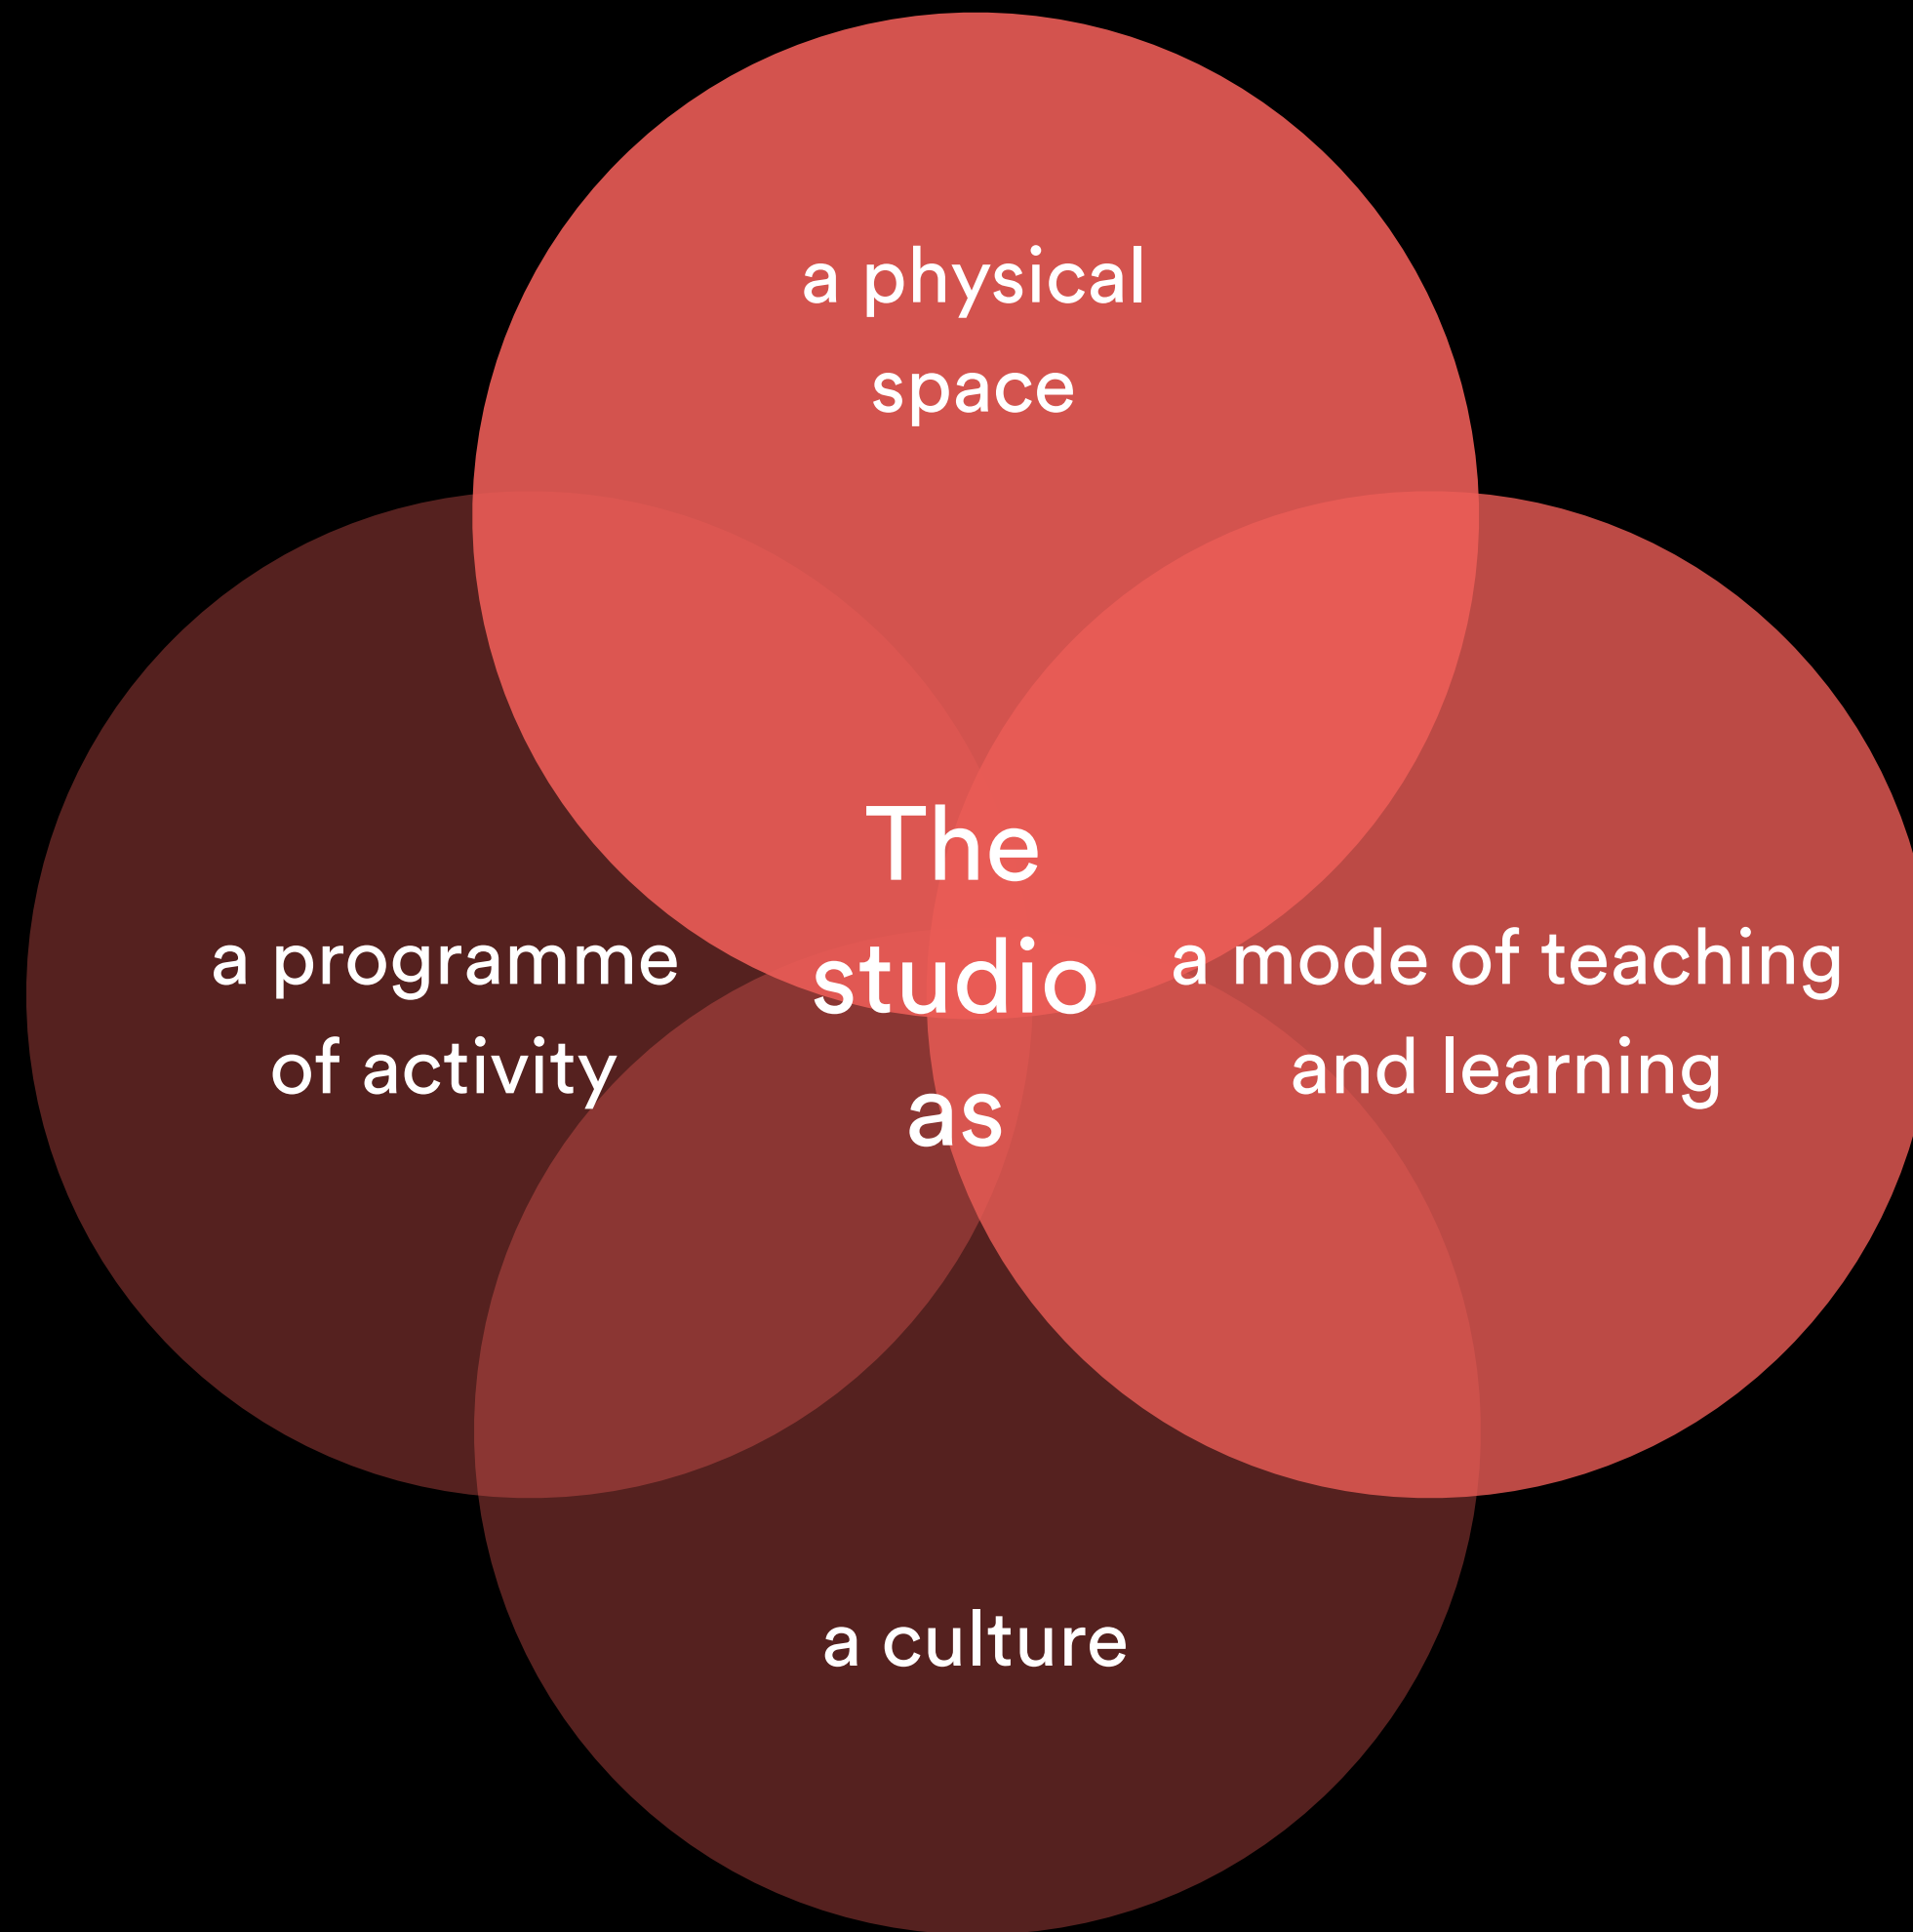 a physical
space
The
studio
as
a programme
of activity
a mode of teaching
and learning
a culture